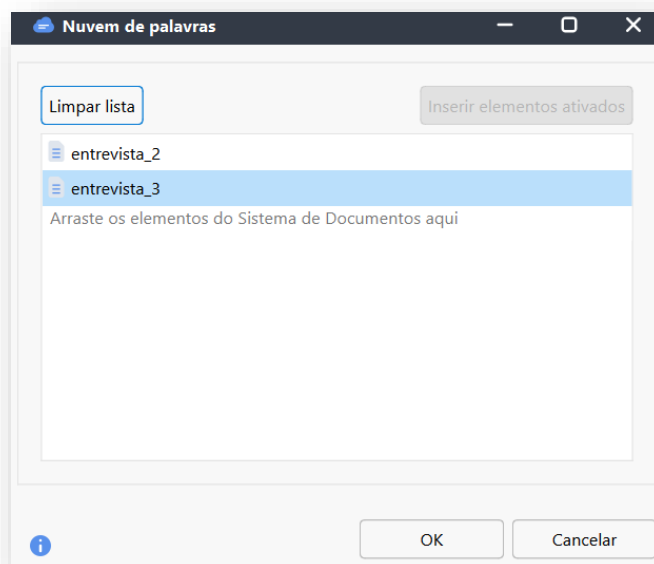 Nuvem de palavras
Limpar lista
Inserir elementos ativados
entrevista_2
entrevista_3
Arraste os elementos do Sistema de Documentos aqui
OK
Cancelar